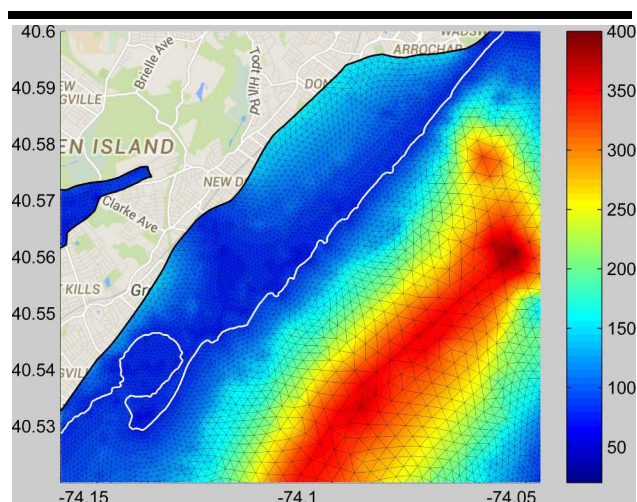 40.6
WADSW
ARROCHAR
400
Brielle Ave
Todt Hill Rd
40.59
DON
350
EW
GVILLE
40.58
EN ISLAND
300
NEW DO
40.57
Clarke Ave
250
40.56
200
KILLS
Gr
40.55
150
40.54
GVILL
100
40.53
50
-74.15
-74.1
-74.05